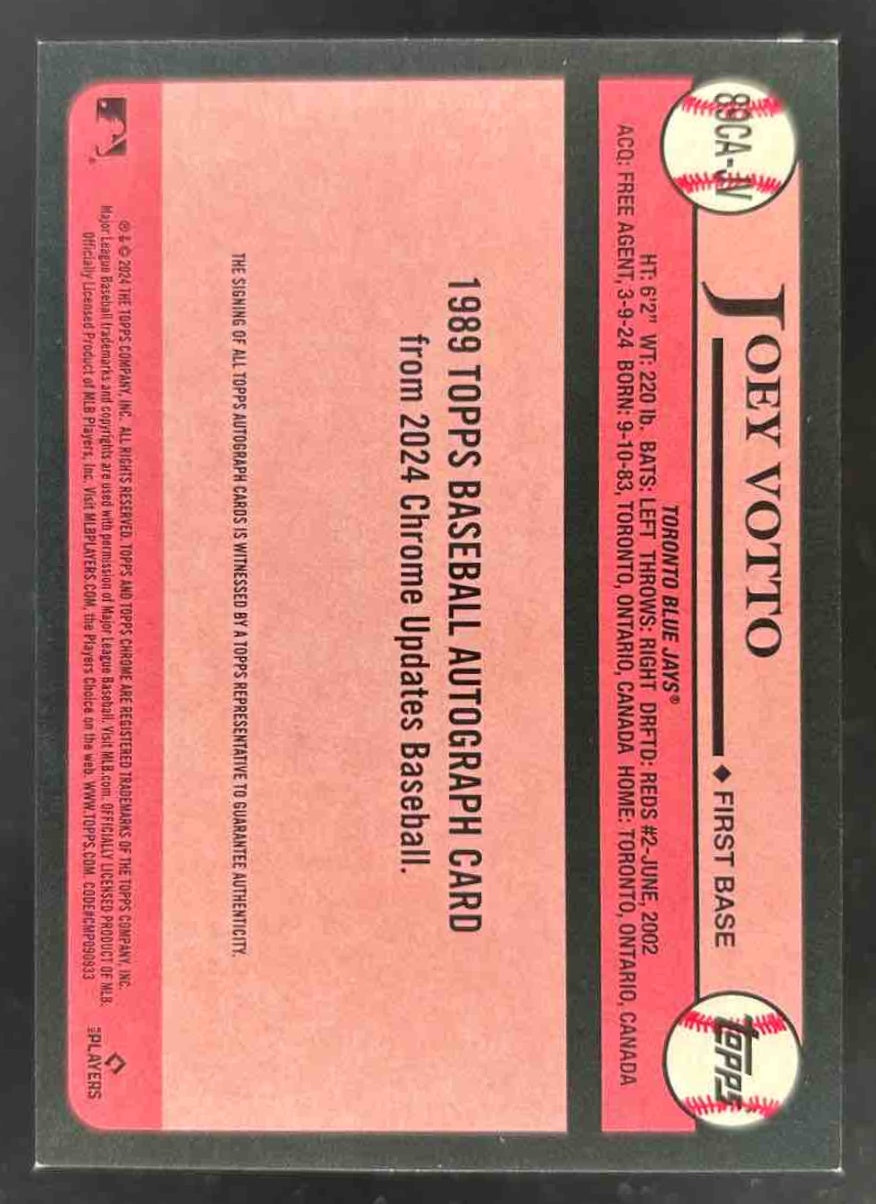 89CA-JV
JOEY VOTTO
◆ FIRST BASE
topps
TORONTO BLUE JAYS®
HT: 6'2" WT: 220 lb. BATS: LEFT THROWS: RIGHT DRFTD: REDS #2-JUNE, 2002
ACQ: FREE AGENT, 3-9-24 BORN: 9-10-83, TORONTO, ONTARIO, CANADA HOME: TORONTO, ONTARIO, CANADA
1989 TOPPS BASEBALL AUTOGRAPH CARD
from 2024 Chrome Updates Baseball.
THE SIGNING OF ALL TOPPS AUTOGRAPH CARDS IS WITNESSED BY A TOPPS REPRESENTATIVE TO GUARANTEE AUTHENTICITY.
® & © 2024 THE TOPPS COMPANY, INC. ALL RIGHTS RESERVED. TOPPS AND TOPPS CHROME ARE REGISTERED TRADEMARKS OF THE TOPPS COMPANY, INC.
Major League Baseball trademarks and copyrights are used with permission of Major League Baseball. Visit MLB.com. OFFICIALLY LICENSED PRODUCT OF MLB.
Officially Licensed Product of MLB Players, Inc. Visit MLBPLAYERS.COM, the Players Choice on the web. WWW.TOPPS.COM. CODE#CMP090933
MLB PLAYERS